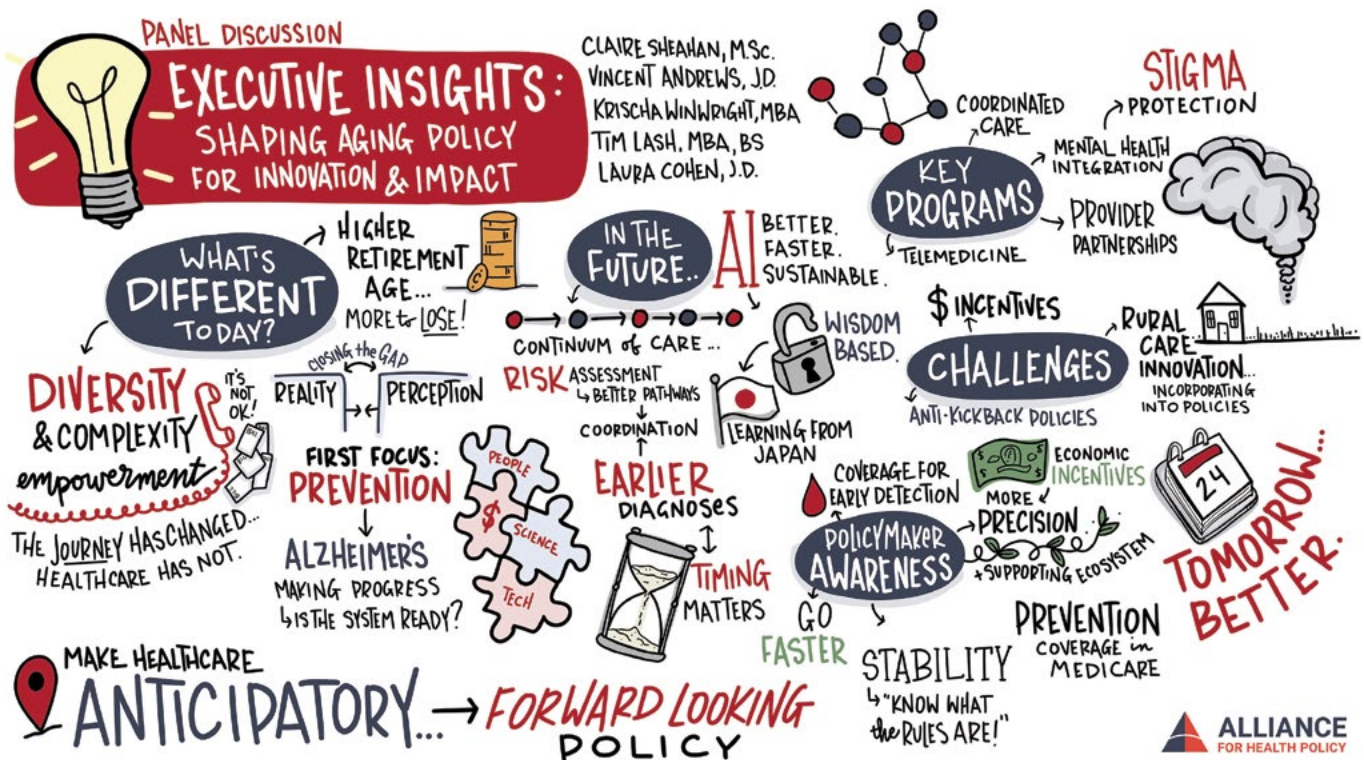 PANEL DISCUSSION
EXECUTIVE INSIGHTS:
SHAPING AGING POLICY
FOR INNOVATION & IMPACT
CLAIRE SHEAHAN, M.Sc.
VINCENT ANDREWS, J.D.
KRISCHA WINWRIGHT, MBA
TIM LASH, MBA, BS
LAURA COHEN, J.D.
KEY
PROGRAMS
COORDINATED
CARE
MENTAL HEALTH
INTEGRATION
STIGMA
PROTECTION
PROVIDER
PARTNERSHIPS
TELEMEDICINE
WHAT'S
DIFFERENT
TODAY?
HIGHER
RETIREMENT
AGE...
MORE to LOSE!
DIVERSITY
& COMPLEXITY
empowerment
IT'S
NOT
OK!
THE JOURNEY HAS CHANGED...
HEALTHCARE HAS NOT.
CLOSING the GAP
REALITY
PERCEPTION
FIRST FOCUS:
PREVENTION
ALZHEIMER'S
MAKING PROGRESS
IS THE SYSTEM READY?
PEOPLE
$
SCIENCE
TECH
IN THE
FUTURE..
AI
BETTER.
FASTER.
SUSTAINABLE.
CONTINUUM of CARE...
RISK ASSESSMENT
BETTER PATHWAYS
COORDINATION
EARLIER
DIAGNOSES
TIMING
MATTERS
WISDOM
BASED.
LEARNING FROM
JAPAN
CHALLENGES
$ INCENTIVES
RURAL
CARE
INNOVATION...
INCORPORATING
INTO POLICIES
ANTI-KICKBACK POLICIES
POLICYMAKER
AWARENESS
COVERAGE FOR
EARLY DETECTION
ECONOMIC
INCENTIVES
MORE
PRECISION
+ SUPPORTING ECOSYSTEM
GO
FASTER
STABILITY
"KNOW WHAT
the RULES ARE!"
PREVENTION
COVERAGE in
MEDICARE
24
TOMORROW...
BETTER.
MAKE HEALTHCARE
ANTICIPATORY...
FORWARD LOOKING
POLICY
ALLIANCE
FOR HEALTH POLICY